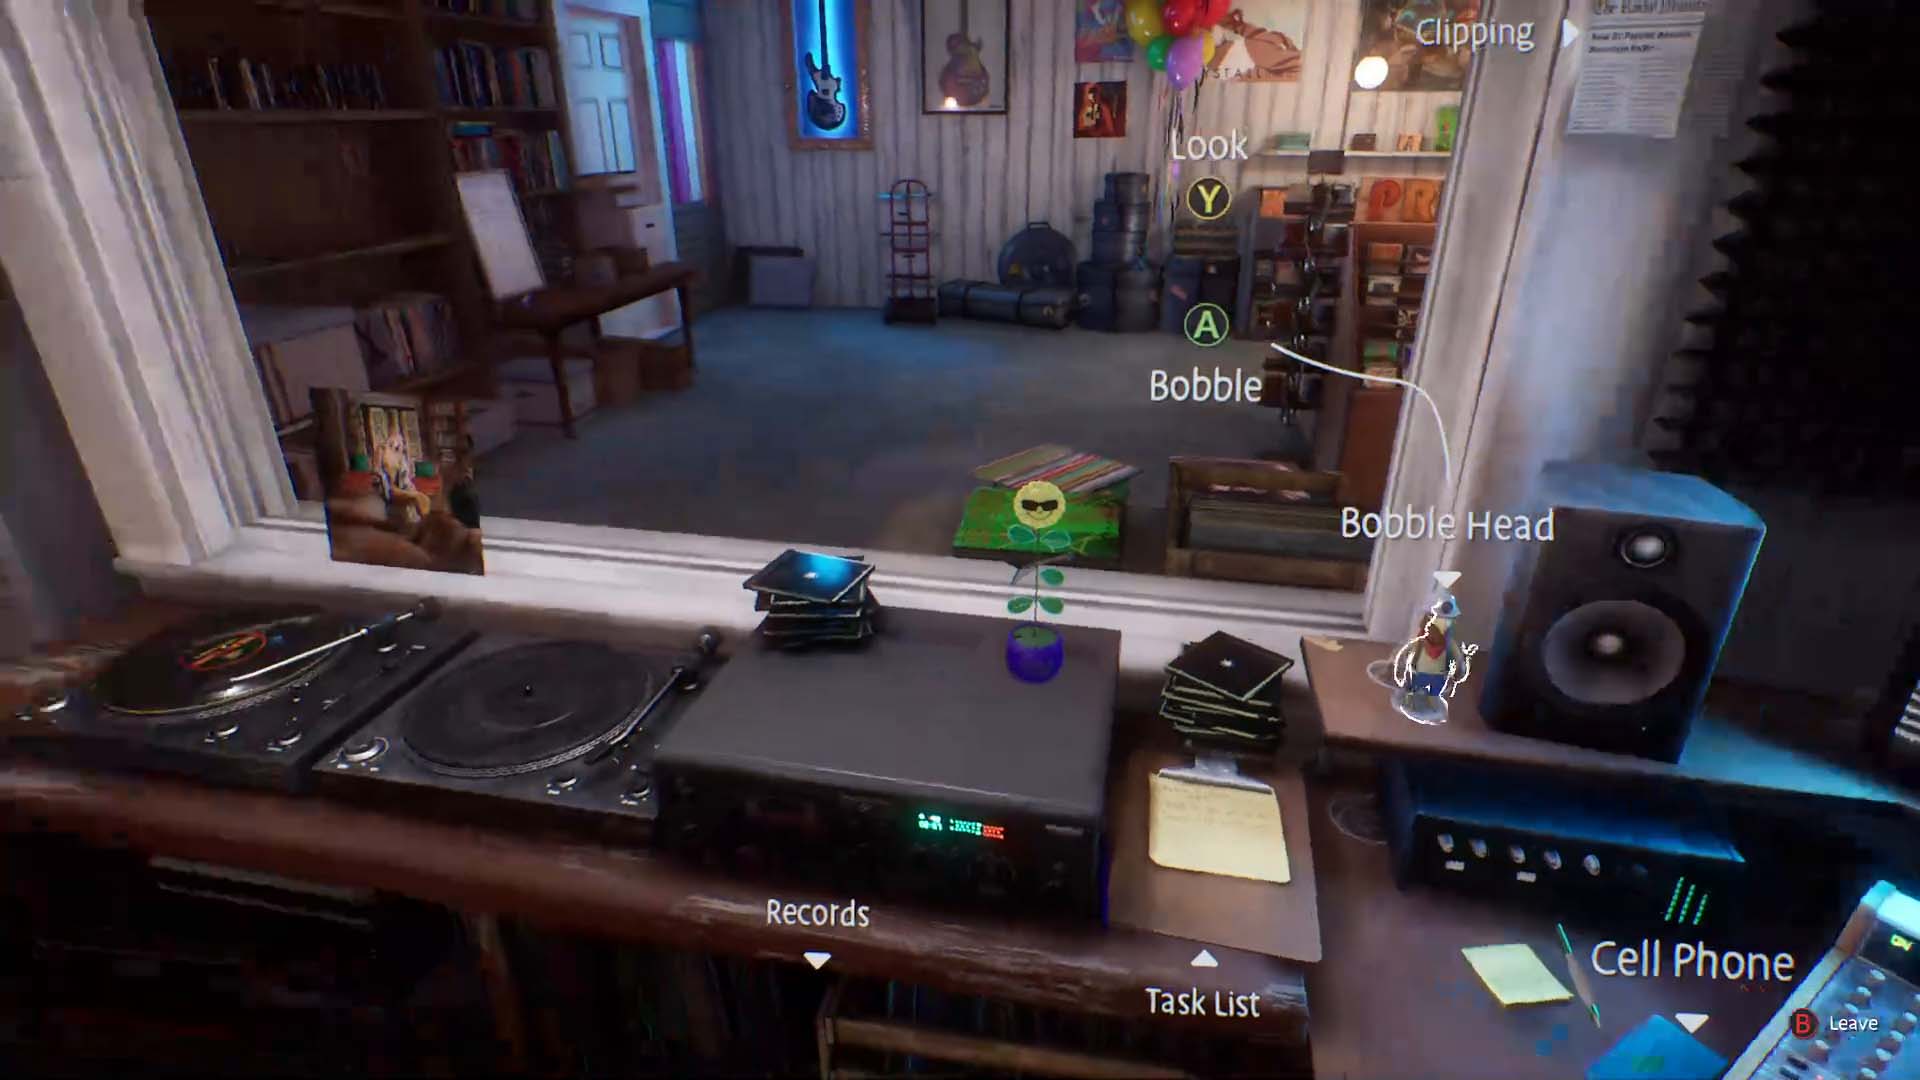 Clipping
Look
Y
A
Bobble
Bobble Head
Records
Task List
Cell Phone
B Leave